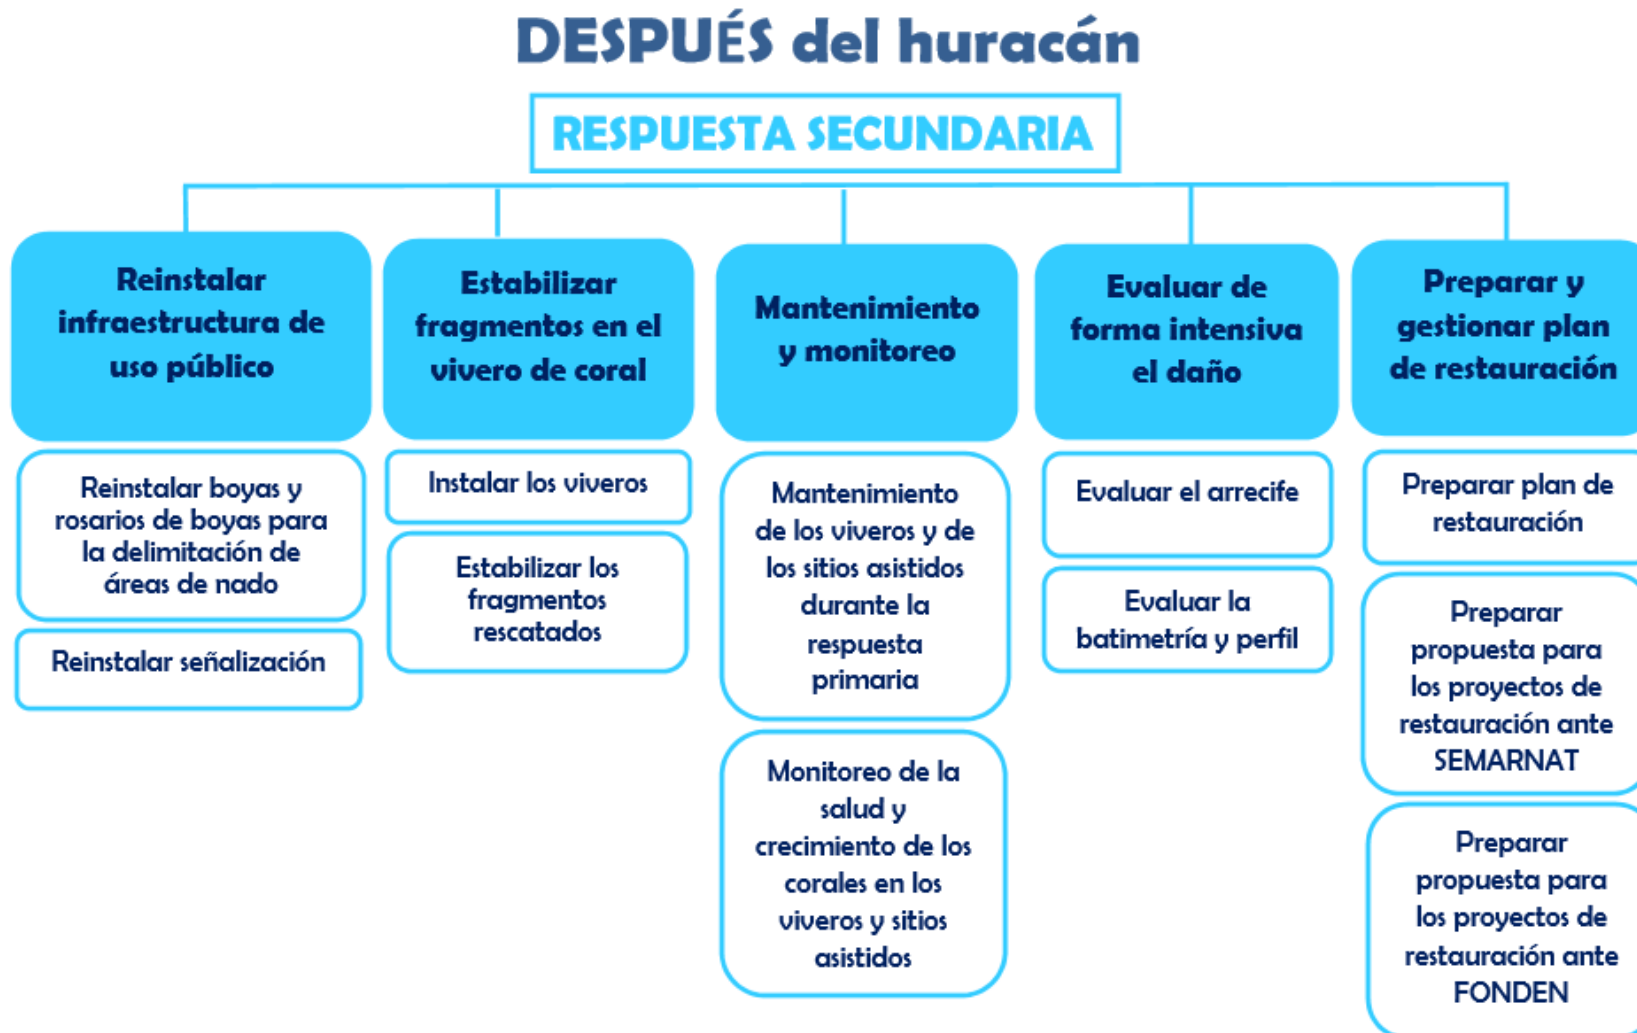 DESPUÉS del huracán
RESPUESTA SECUNDARIA
Reinstalar
infraestructura de
uso público
Reinstalar boyas y
rosarios de boyas para
la delimitación de
áreas de nado
Reinstalar señalización
Estabilizar
fragmentos en el
vivero de coral
Instalar los viveros
Estabilizar los
fragmentos
rescatados
Mantenimiento
y monitoreo
Mantenimiento
de los viveros y de
los sitios asistidos
durante la
respuesta
primaria
Monitoreo de la
salud y
crecimiento de los
corales en los
viveros y sitios
asistidos
Evaluar de
forma intensiva
el daño
Evaluar el arrecife
Evaluar la
batimetría y perfil
Preparar y
gestionar plan
de restauración
Preparar plan de
restauración
Preparar
propuesta para
los proyectos de
restauración ante
SEMARNAT
Preparar
propuesta para
los proyectos de
restauración ante
FONDEN